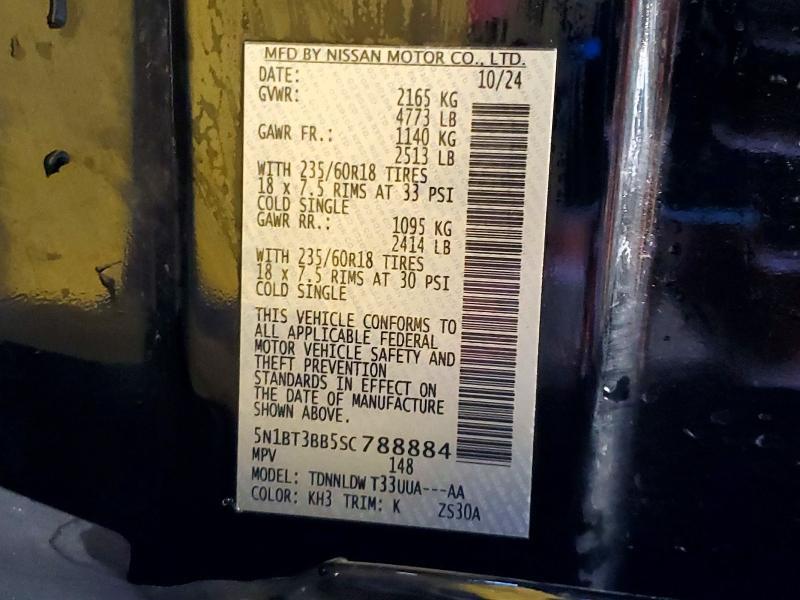 MFD BY NISSAN MOTOR CO., LTD.
DATE: 10/24
GVWR: 2165 KG
4773 LB
GAWR FR.: 1140 KG
2513 LB
WITH 235/60R18 TIRES
18 x 7.5 RIMS AT 33 PSI
COLD SINGLE
GAWR RR.: 1095 KG
2414 LB
WITH 235/60R18 TIRES
18 x 7.5 RIMS AT 30 PSI
COLD SINGLE
THIS VEHICLE CONFORMS TO
ALL APPLICABLE FEDERAL
MOTOR VEHICLE SAFETY AND
THEFT PREVENTION
STANDARDS IN EFFECT ON
THE DATE OF MANUFACTURE
SHOWN ABOVE.
5N1BT3BB5SC 788884
MPV 148
MODEL: TDNNLDW T33UUA---AA
COLOR: KH3 TRIM: K ZS30A